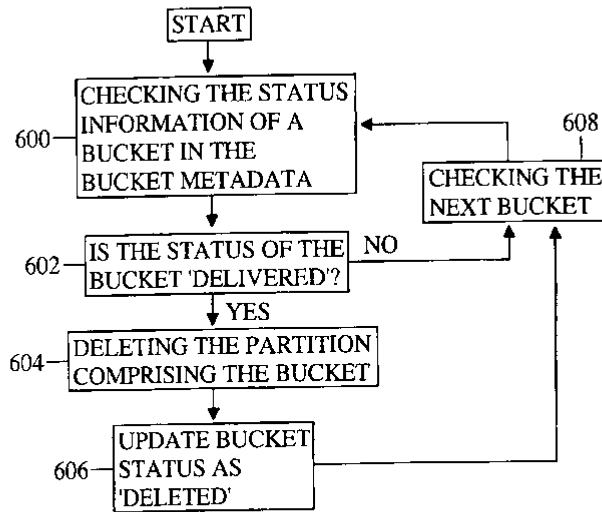 START
CHECKING THE STATUS
INFORMATION OF A
BUCKET IN THE
BUCKET METADATA
600
608
CHECKING THE
NEXT BUCKET
IS THE STATUS OF THE
BUCKET 'DELIVERED'?
602
NO
YES
604
DELETING THE PARTITION
COMPRISING THE BUCKET
606
UPDATE BUCKET
STATUS AS
'DELETED'